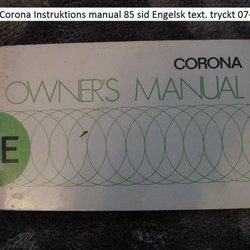 Corona Instruktions manual 85 sid Engelsk text. tryckt 07-
CORONA
OWNER'S MANUAL
E